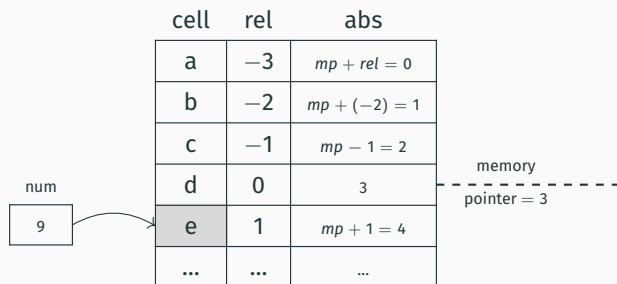 cell rel abs
a −3 mp + rel = 0
b −2 mp + (−2) = 1
c −1 mp − 1 = 2
memory
d 0 3
pointer = 3
num
9
e 1 mp + 1 = 4
... ... ...